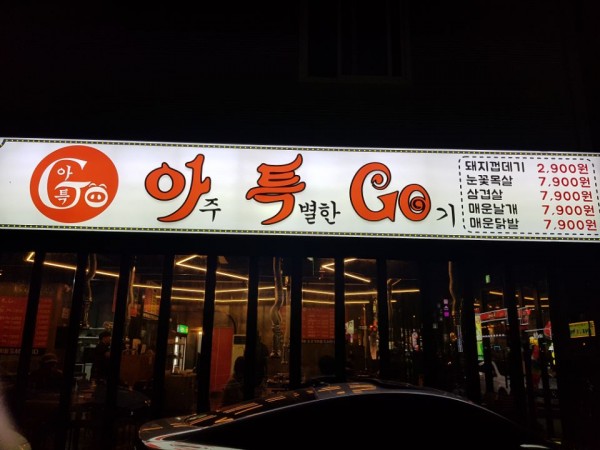 아특
Go
아주 특별한 Go기
돼지껍데기 2,900원
눈꽃목살 7,900원
삼겹살 7,900원
매운날개 7,900원
매운닭발 7,900원